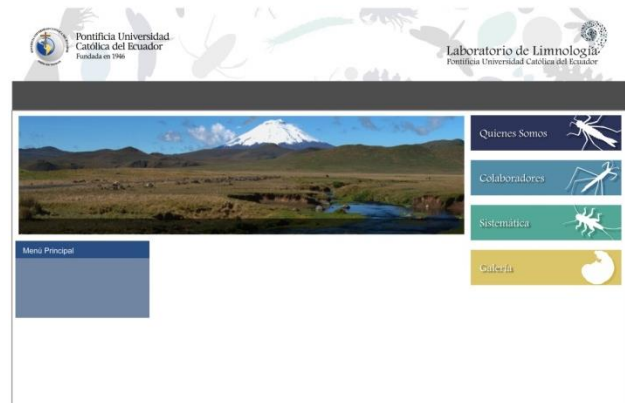 Pontificia Universidad
Católica del Ecuador
Fundada en 1946
Laboratorio de Limnología
Pontificia Universidad Católica del Ecuador
Quienes Somos
Colaboradores
Sistemática
Galería
Menú Principal